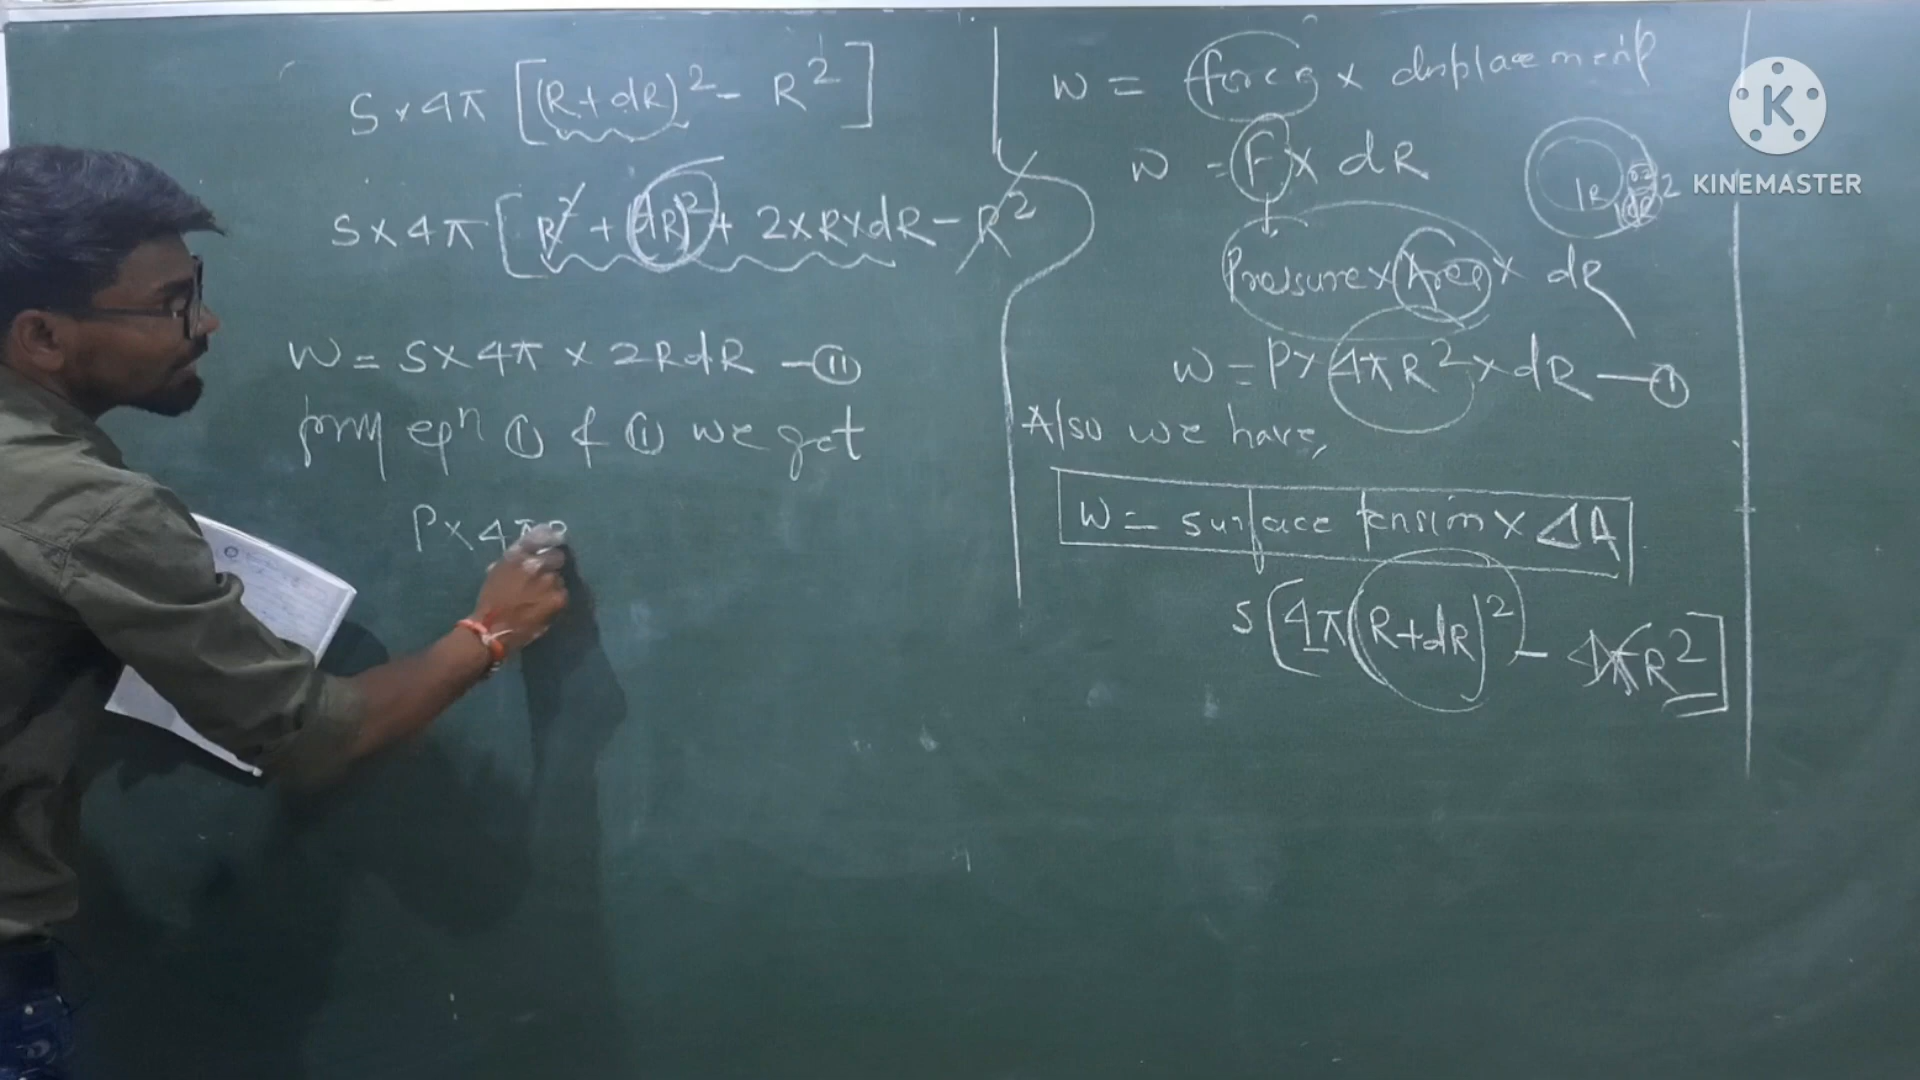 S × 4π [(R+dR)² - R²]
S × 4π [R² + (dR)² + 2×R×dR - R²
W = S × 4π × 2RdR - (II)
eqⁿ (I) & (II) we get
P × 4π
W = force × displacement
W = F × dR
Pressure × Area × dR
W = P × 4πR² × dR - (I)
Also we have,
W = surface tension × ΔA
S [4π(R+dR)² - 4πR²]
R
K
KINEMASTER